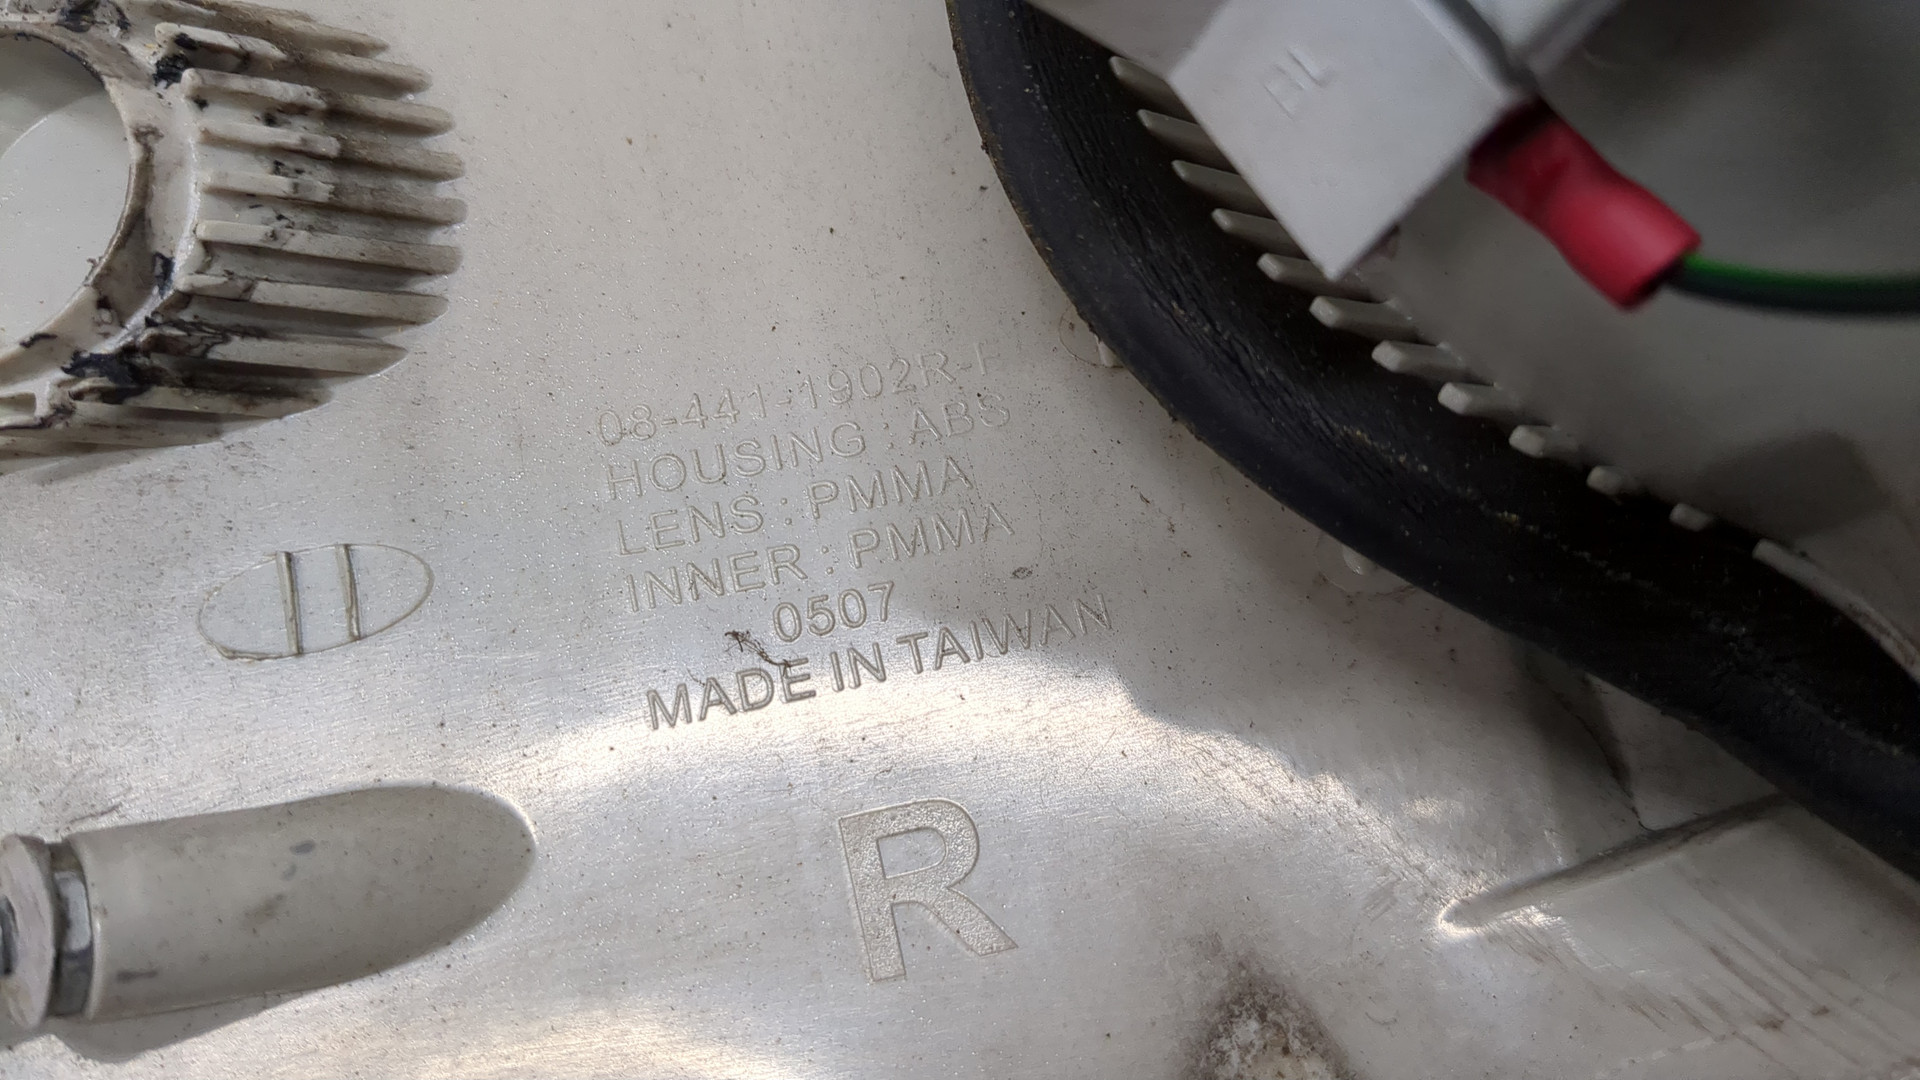 08-441-1902R-F
HOUSING : ABS
LENS : PMMA
INNER : PMMA
0507
MADE IN TAIWAN
R